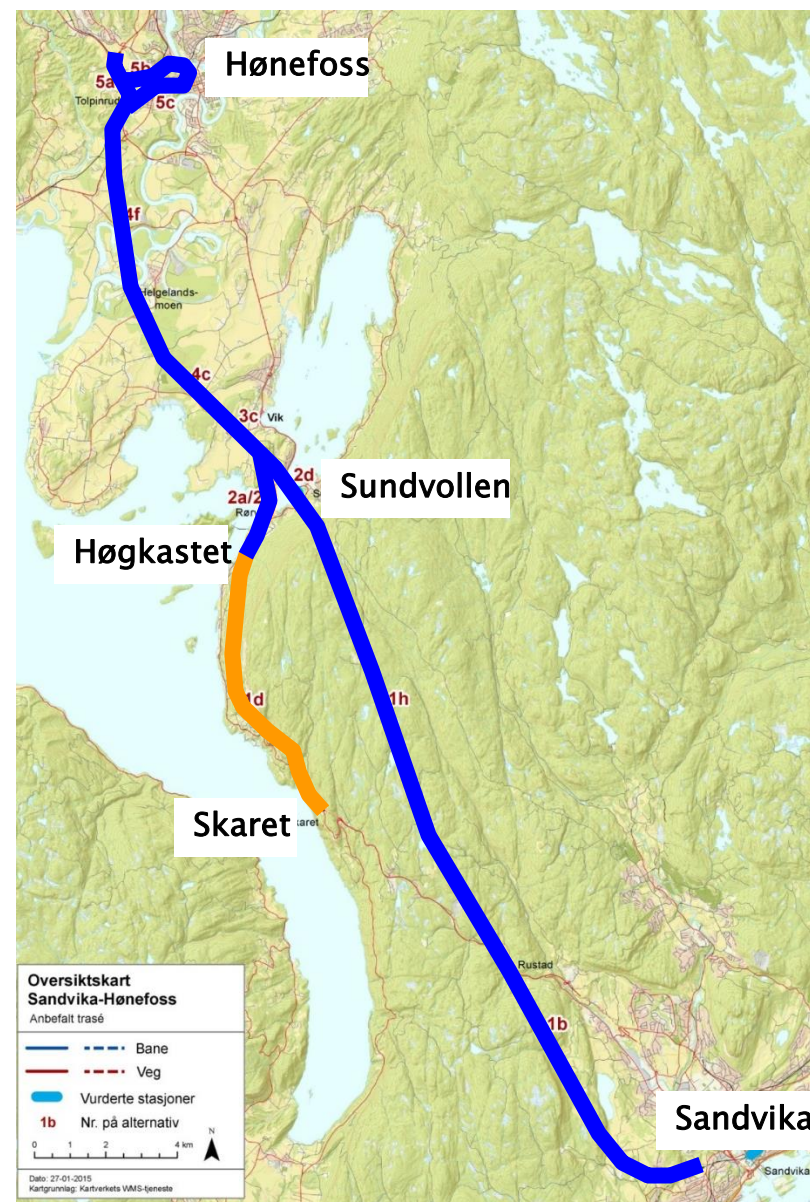 Hønefoss
5b
5a
Tolpinrud
5c
4f
Helgelands-
moen
4c
3c
Vik
2d
Sundvollen
2a/2
Høgkastet
1d
1h
Skaret
Rustad
1b
Sandvika
Sandvika
Oversiktskart
Sandvika-Hønefoss
Anbefalt trasé
Bane
Veg
Vurderte stasjoner
1b Nr. på alternativ
0 1 2 4 km
N
Dato: 27-01-2015
Kartgrunnlag: Kartverkets WMS-tjeneste